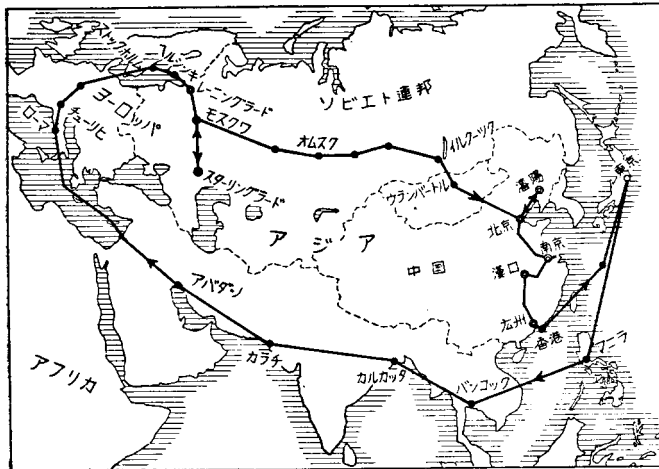 ストックホルム
ヘルシンキ
レーニングラード
ソビエト連邦
ヨーロッパ
ローマ
チューリヒ
モスクワ
オムスク
イルクーツク
スターリングラード
ウランバートル
瀋陽
東京
北京
アジア
中国
南京
漢口
アバダン
広州
香港
カラチ
カルカッタ
バンコック
マニラ
アフリカ